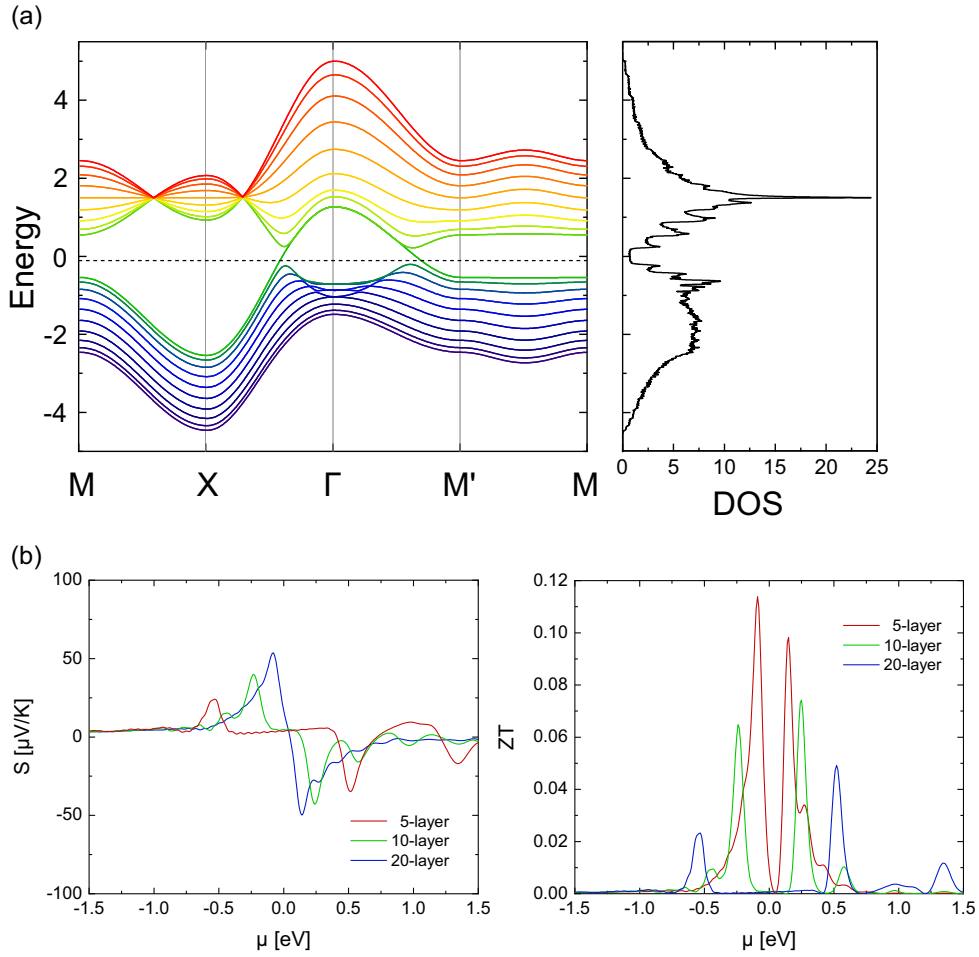 (a)
Energy
4
2
0
-2
-4
M X Γ M' M
0 5 10 15 20 25
DOS
(b)
S [μV/K]
100
50
0
-50
-100
-1.5 -1.0 -0.5 0.0 0.5 1.0 1.5
μ [eV]
5-layer
10-layer
20-layer
ZT
0.12
0.10
0.08
0.06
0.04
0.02
0.00
-1.5 -1.0 -0.5 0.0 0.5 1.0 1.5
μ [eV]
5-layer
10-layer
20-layer